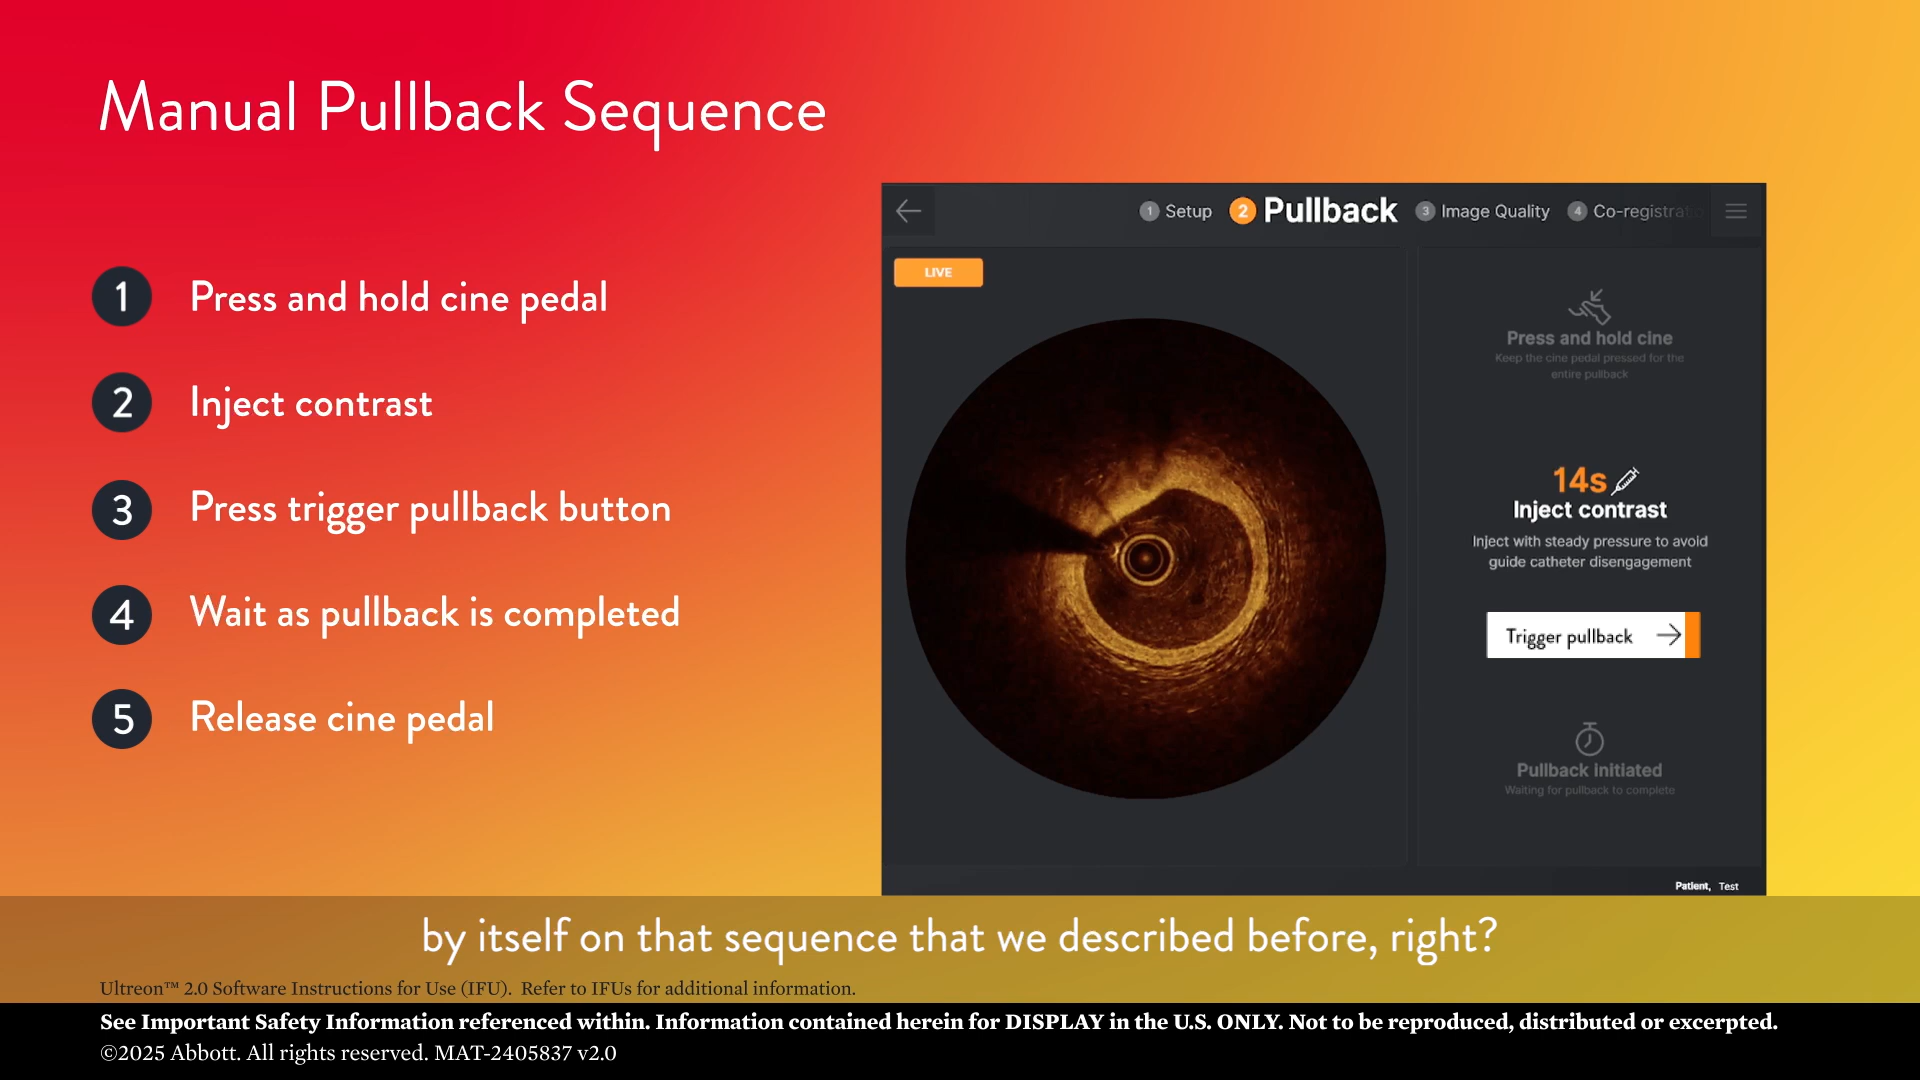 Manual Pullback Sequence
1 Press and hold cine pedal
2 Inject contrast
3 Press trigger pullback button
4 Wait as pullback is completed
5 Release cine pedal
1 Setup 2 Pullback 3 Image Quality 4 Co-registrat
LIVE
Press and hold cine
Keep the cine pedal pressed for the
entire pullback
14s
Inject contrast
Inject with steady pressure to avoid
guide catheter disengagement
Trigger pullback
Pullback initiated
Waiting for pullback to complete
Patient, Test
by itself on that sequence that we described before, right?
Ultreon™ 2.0 Software Instructions for Use (IFU). Refer to IFUs for additional information.
See Important Safety Information referenced within. Information contained herein for DISPLAY in the U.S. ONLY. Not to be reproduced, distributed or excerpted.
©2025 Abbott. All rights reserved. MAT-2405837 v2.0